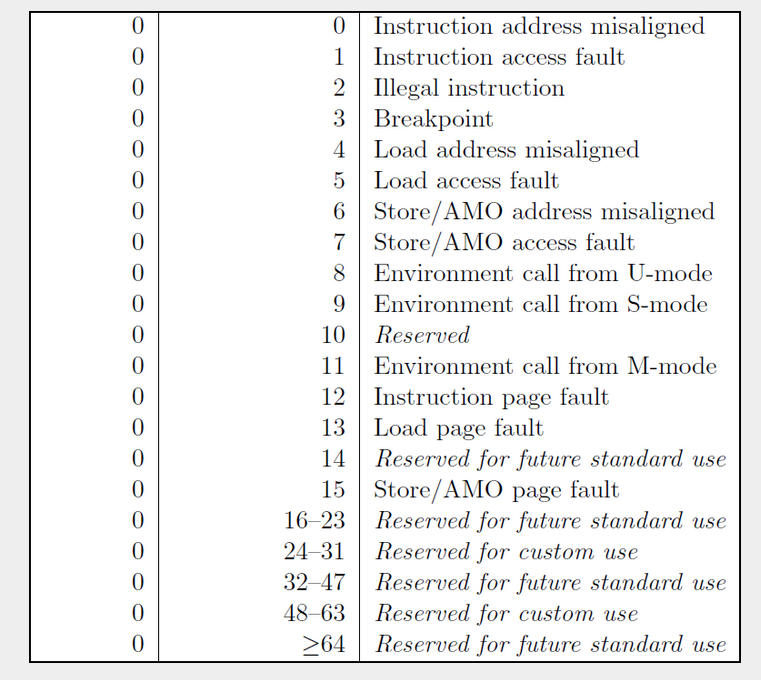 0 0 Instruction address misaligned
0 1 Instruction access fault
0 2 Illegal instruction
0 3 Breakpoint
0 4 Load address misaligned
0 5 Load access fault
0 6 Store/AMO address misaligned
0 7 Store/AMO access fault
0 8 Environment call from U-mode
0 9 Environment call from S-mode
0 10 Reserved
0 11 Environment call from M-mode
0 12 Instruction page fault
0 13 Load page fault
0 14 Reserved for future standard use
0 15 Store/AMO page fault
0 16–23 Reserved for future standard use
0 24–31 Reserved for custom use
0 32–47 Reserved for future standard use
0 48–63 Reserved for custom use
0 ≥64 Reserved for future standard use